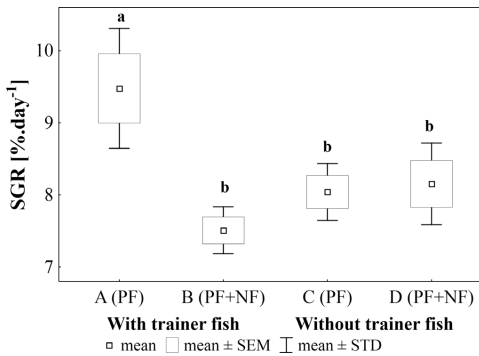 SGR [%.day-1]
10
9
8
7
a
b
b
b
A (PF) B (PF+NF) C (PF) D (PF+NF)
With trainer fish Without trainer fish
mean mean ± SEM mean ± STD